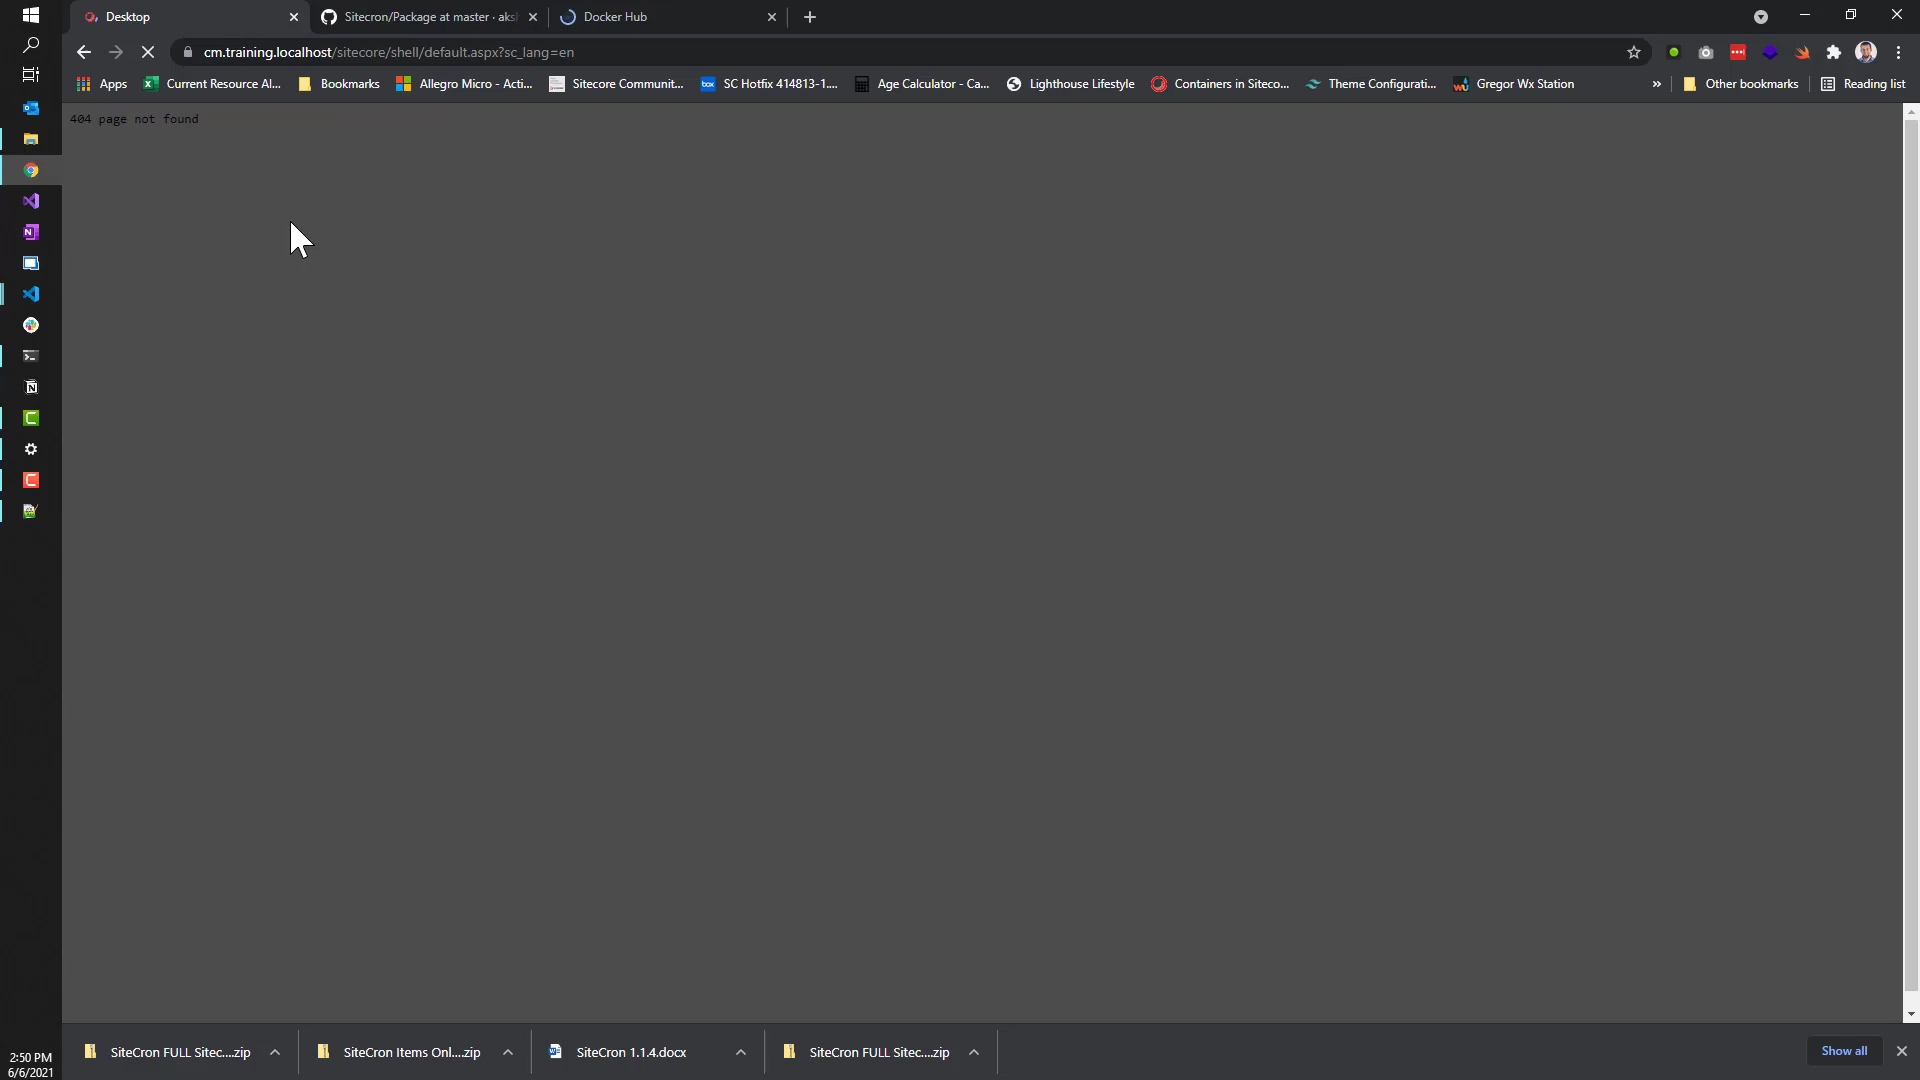 Desktop
Sitecron/Package at master · aks
Docker Hub
cm.training.localhost/sitecore/shell/default.aspx?sc_lang=en
Apps
Current Resource Al...
Bookmarks
Allegro Micro - Acti...
Sitecore Communit...
box
SC Hotfix 414813-1....
Age Calculator - Ca...
Lighthouse Lifestyle
Containers in Siteco...
Theme Configurati...
wu
Gregor Wx Station
»
Other bookmarks
Reading list
404 page not found
SiteCron FULL Sitec....zip
SiteCron Items Onl....zip
SiteCron 1.1.4.docx
SiteCron FULL Sitec....zip
Show all
2:50 PM
6/6/2021